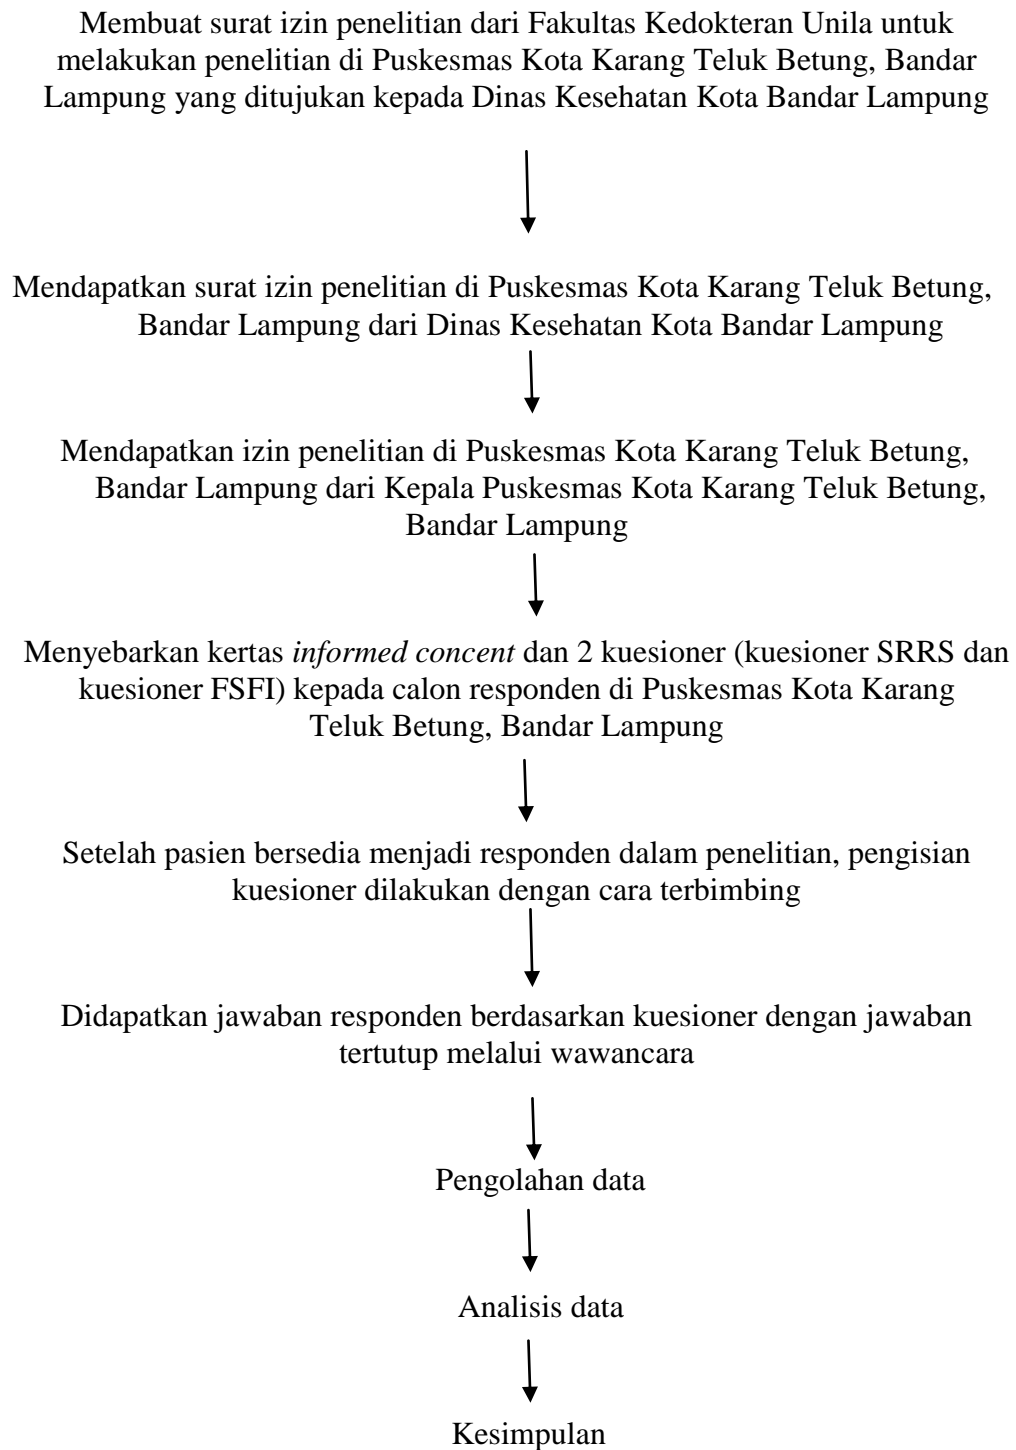 Membuat surat izin penelitian dari Fakultas Kedokteran Unila untuk
melakukan penelitian di Puskesmas Kota Karang Teluk Betung, Bandar
Lampung yang ditujukan kepada Dinas Kesehatan Kota Bandar Lampung
Mendapatkan surat izin penelitian di Puskesmas Kota Karang Teluk Betung,
Bandar Lampung dari Dinas Kesehatan Kota Bandar Lampung
Mendapatkan izin penelitian di Puskesmas Kota Karang Teluk Betung,
Bandar Lampung dari Kepala Puskesmas Kota Karang Teluk Betung,
Bandar Lampung
Menyebarkan kertas informed concent dan 2 kuesioner (kuesioner SRRS dan
kuesioner FSFI) kepada calon responden di Puskesmas Kota Karang
Teluk Betung, Bandar Lampung
Setelah pasien bersedia menjadi responden dalam penelitian, pengisian
kuesioner dilakukan dengan cara terbimbing
Didapatkan jawaban responden berdasarkan kuesioner dengan jawaban
tertutup melalui wawancara
Pengolahan data
Analisis data
Kesimpulan